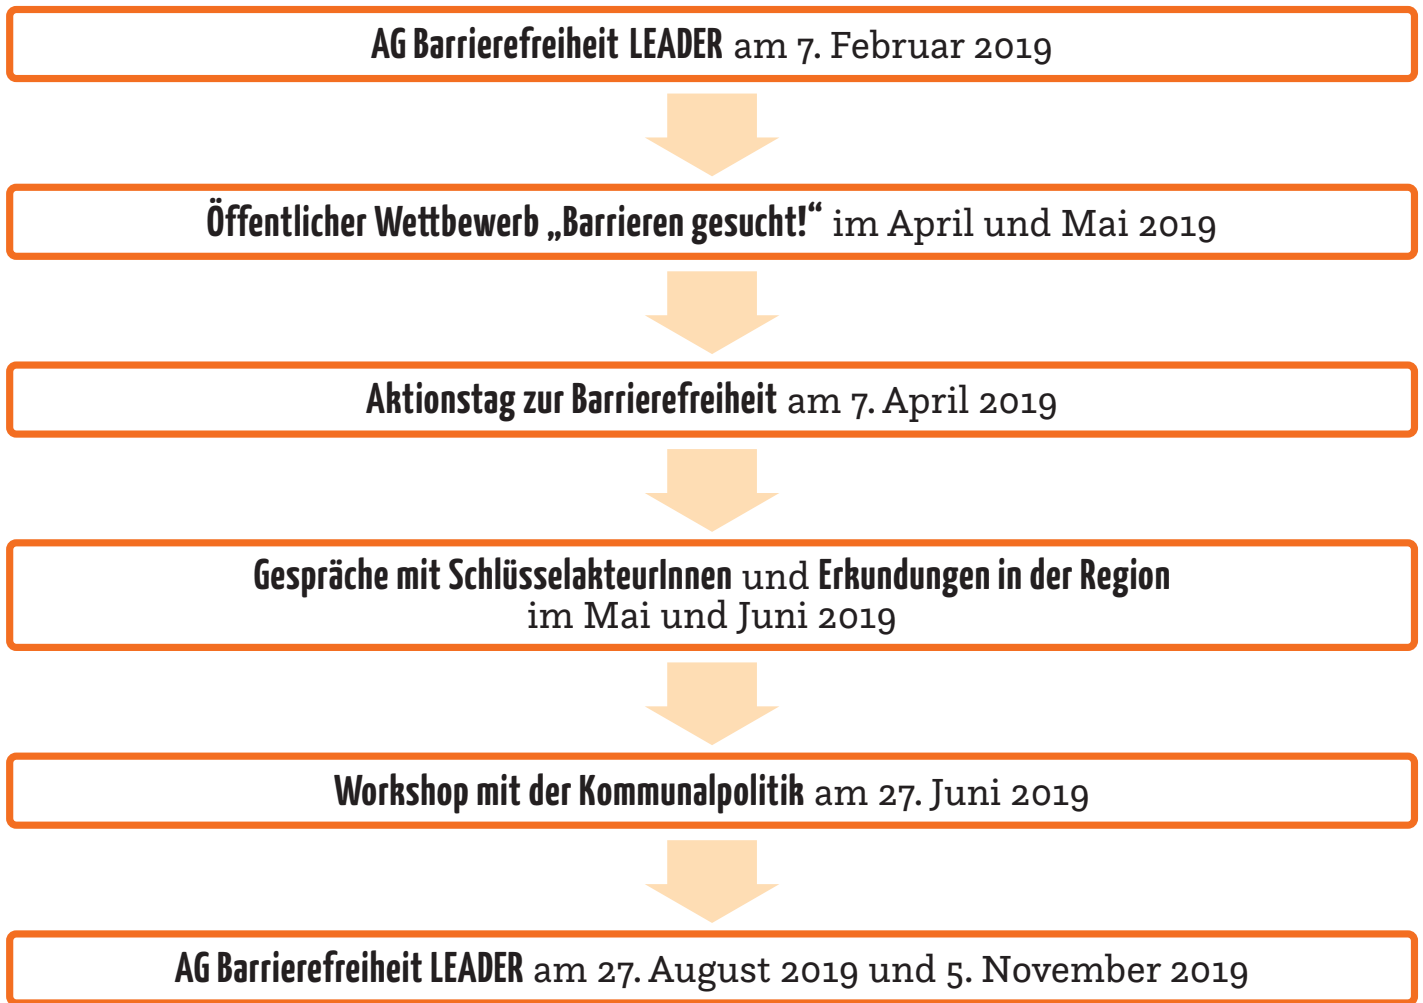 AG Barrierefreiheit LEADER am 7. Februar 2019
Öffentlicher Wettbewerb „Barrieren gesucht!“ im April und Mai 2019
Aktionstag zur Barrierefreiheit am 7. April 2019
Gespräche mit SchlüsselakteurInnen und Erkundungen in der Region
im Mai und Juni 2019
Workshop mit der Kommunalpolitik am 27. Juni 2019
AG Barrierefreiheit LEADER am 27. August 2019 und 5. November 2019